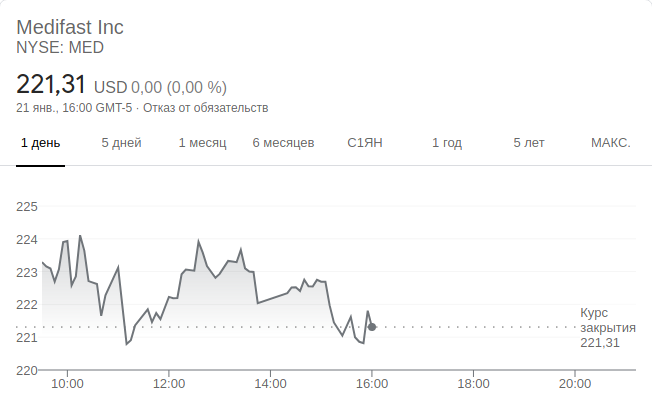 Medifast Inc
NYSE: MED
221,31 USD 0,00 (0,00 %)
21 янв., 16:00 GMT-5 · Отказ от обязательств
1 день 5 дней 1 месяц 6 месяцев С1ЯН 1 год 5 лет МАКС.
225
224
223
222
221
220
Курс
закрытия
221,31
10:00 12:00 14:00 16:00 18:00 20:00